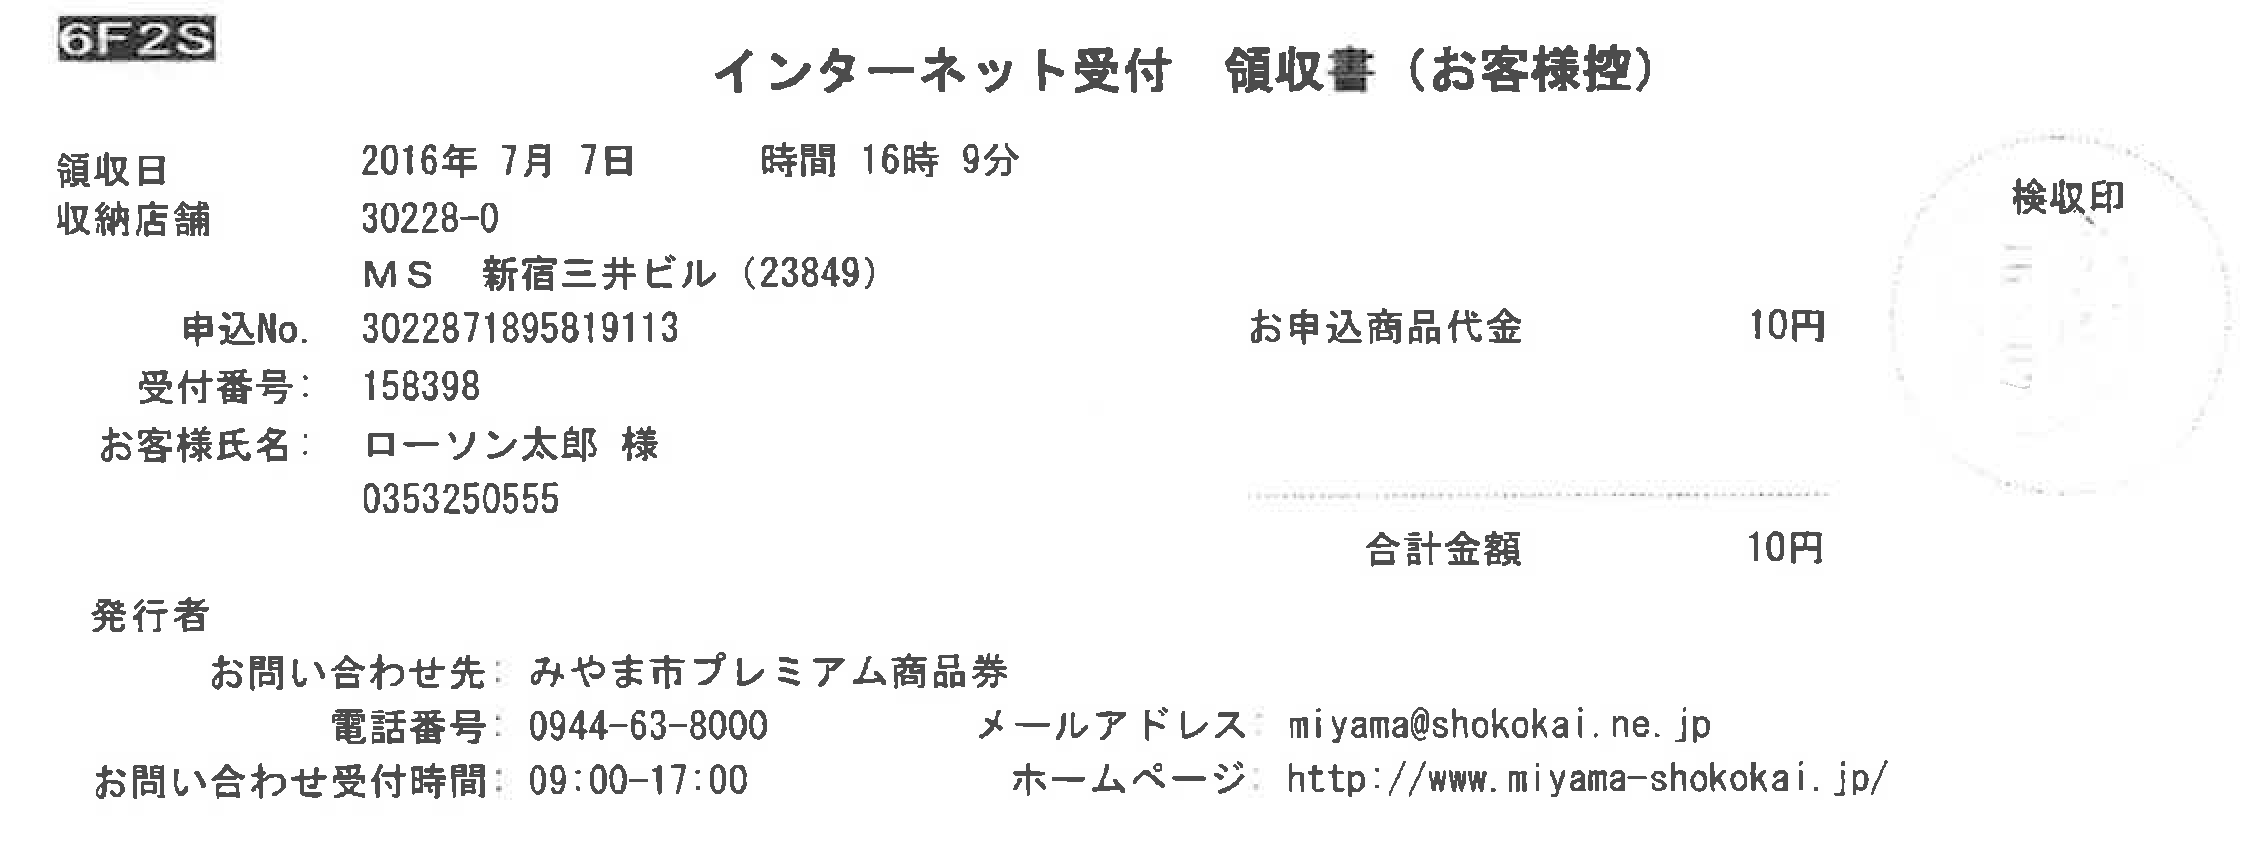 6F2S
インターネット受付　領収書（お客様控）
領収日 2016年 7月 7日 時間 16時 9分
収納店舗 30228-0
検収印
ＭＳ　新宿三井ビル（23849）
申込No. 3022871895819113 お申込商品代金 10円
受付番号: 158398
お客様氏名: ローソン太郎 様
0353250555
合計金額 10円
発行者
お問い合わせ先: みやま市プレミアム商品券
電話番号: 0944-63-8000 メールアドレス: miyama@shokokai.ne.jp
お問い合わせ受付時間: 09:00-17:00 ホームページ: http://www.miyama-shokokai.jp/